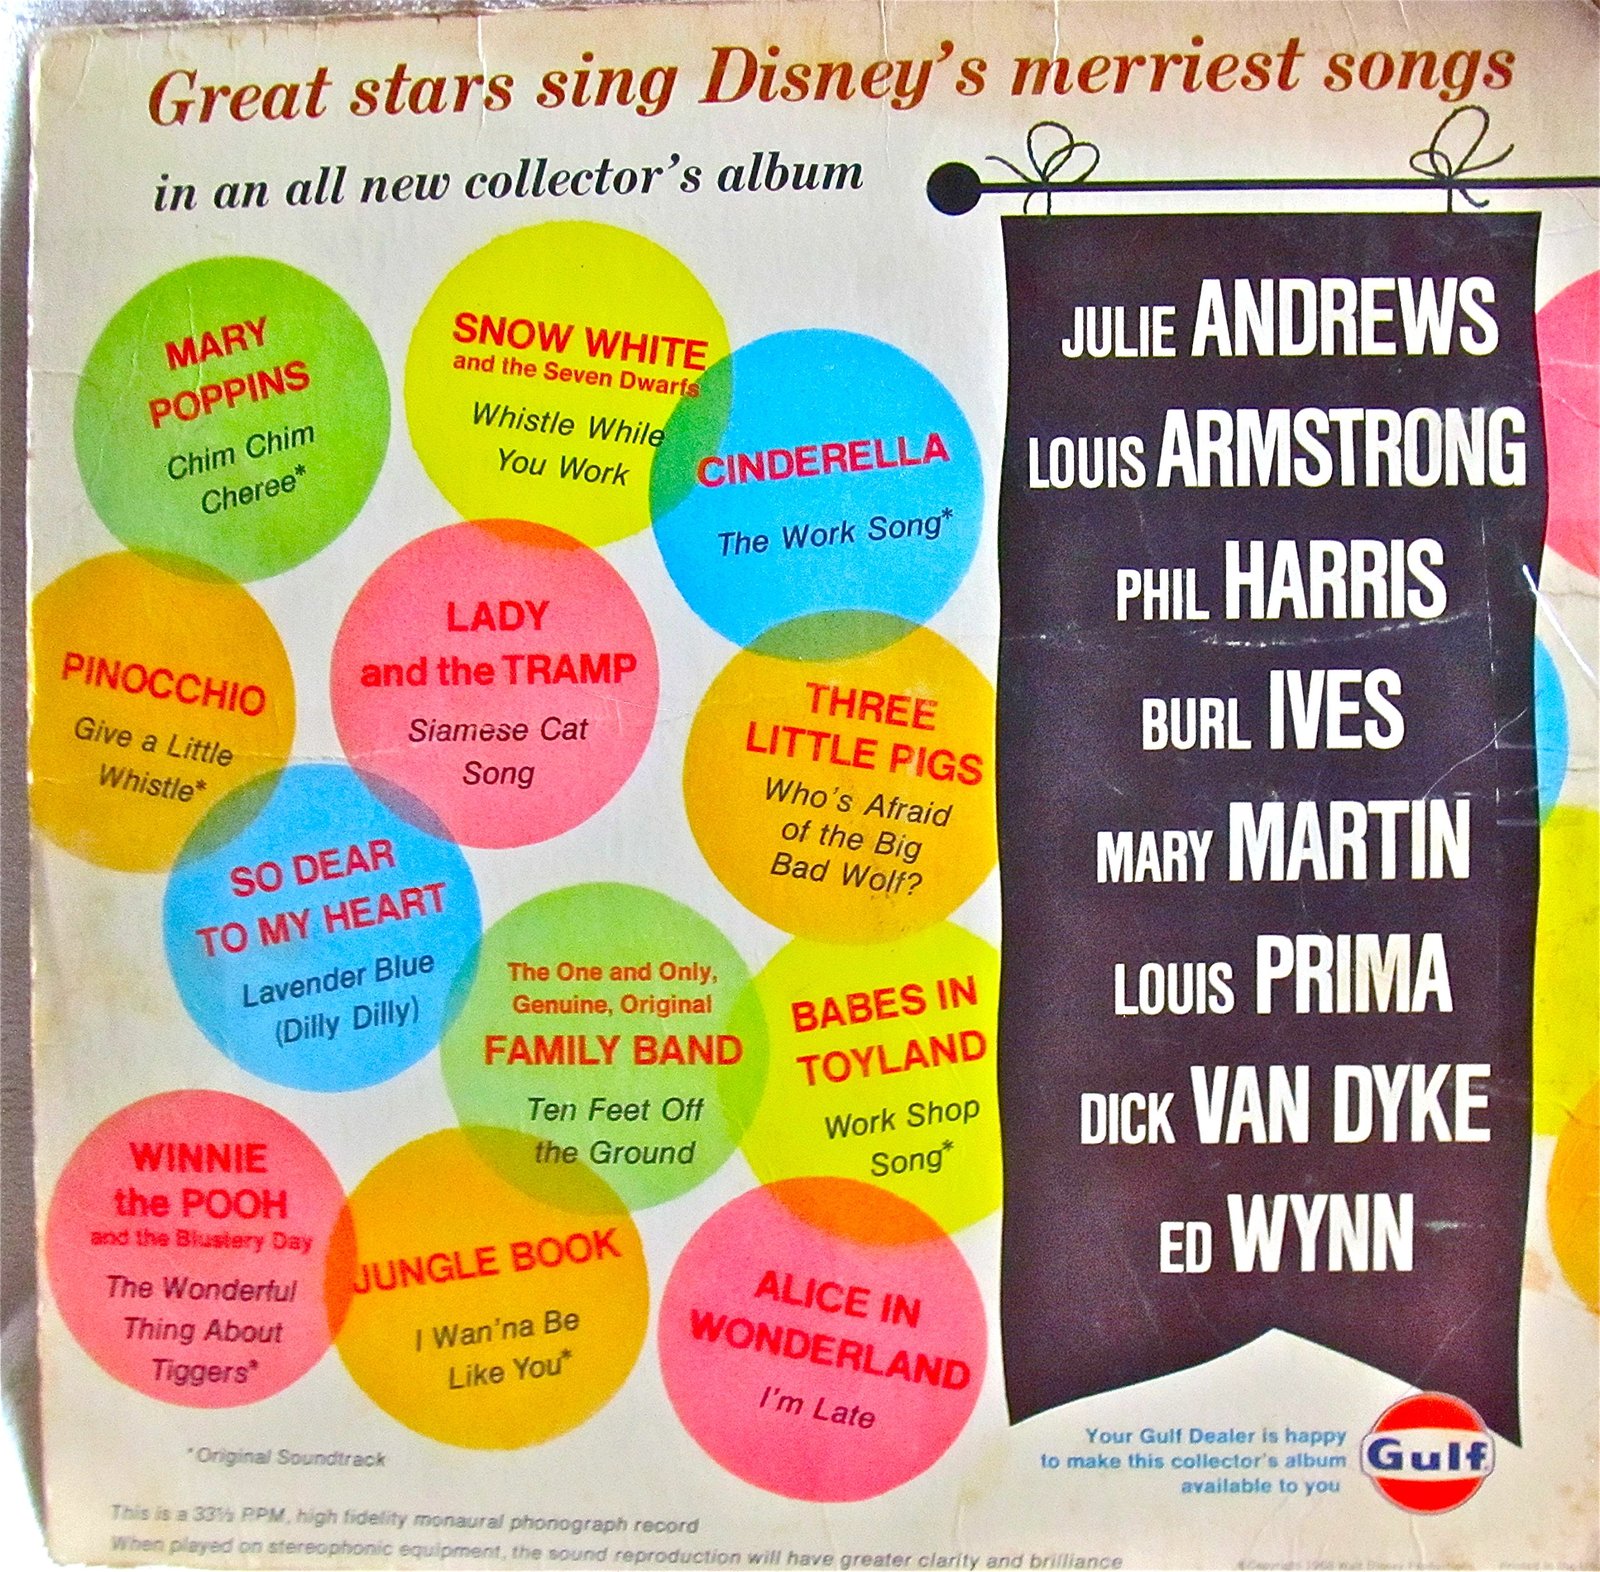 Great stars sing Disney's merriest songs
in an all new collector's album
MARY
POPPINS
Chim Chim
Cheree*
SNOW WHITE
and the Seven Dwarfs
Whistle While
You Work
CINDERELLA
The Work Song*
PINOCCHIO
Give a Little
Whistle*
LADY
and the TRAMP
Siamese Cat
Song
THREE
LITTLE PIGS
Who's Afraid
of the Big
Bad Wolf?
SO DEAR
TO MY HEART
Lavender Blue
(Dilly Dilly)
The One and Only,
Genuine, Original
FAMILY BAND
Ten Feet Off
the Ground
BABES IN
TOYLAND
Work Shop
Song*
WINNIE
the POOH
and the Blustery Day
The Wonderful
Thing About
Tiggers*
JUNGLE BOOK
I Wan'na Be
Like You*
ALICE IN
WONDERLAND
I'm Late
JULIE ANDREWS
LOUIS ARMSTRONG
PHIL HARRIS
BURL IVES
MARY MARTIN
LOUIS PRIMA
DICK VAN DYKE
ED WYNN
Your Gulf Dealer is happy
to make this collector's album
available to you
Gulf
*Original Soundtrack
This is a 33⅓ RPM, high fidelity monaural phonograph record
When played on stereophonic equipment, the sound reproduction will have greater clarity and brilliance
Copyright 1968 Walt Disney Productions
Printed in